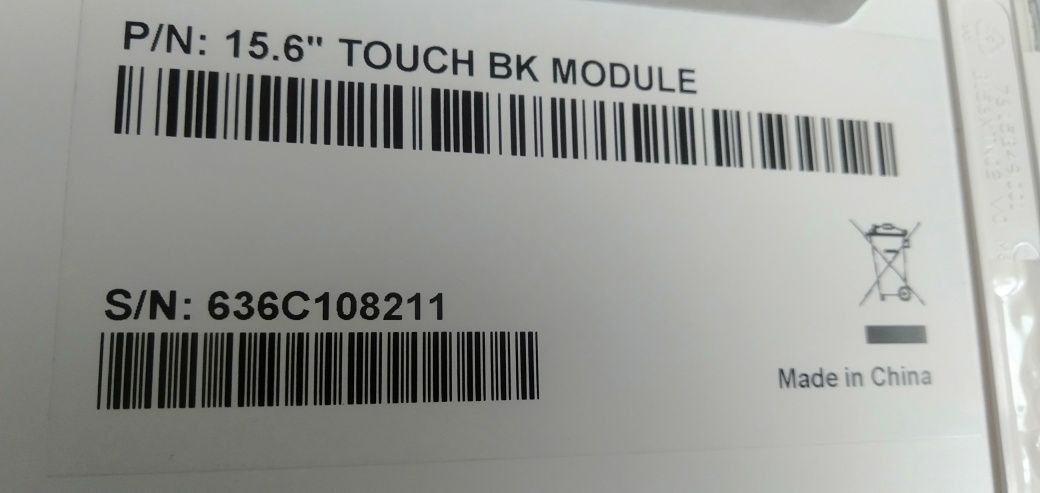 P/N: 15.6" TOUCH BK MODULE
S/N: 636C108211
Made in China